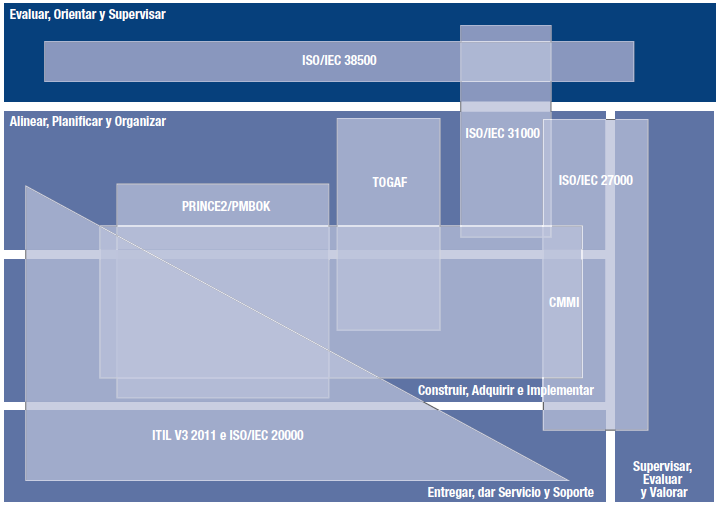 Evaluar, Orientar y Supervisar
ISO/IEC 38500
Alinear, Planificar y Organizar
ISO/IEC 31000
TOGAF
ISO/IEC 27000
PRINCE2/PMBOK
CMMI
Construir, Adquirir e Implementar
ITIL V3 2011 e ISO/IEC 20000
Entregar, dar Servicio y Soporte
Supervisar,
Evaluar
y Valorar